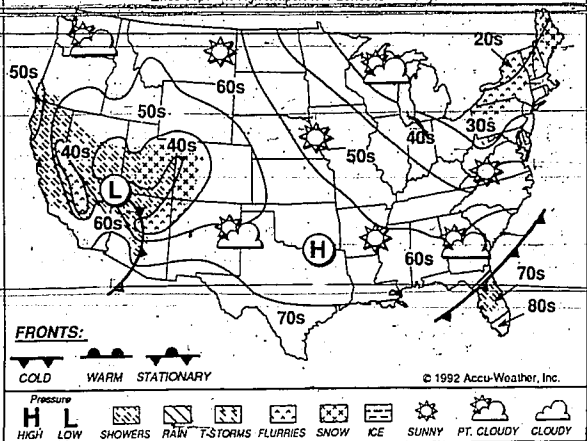 20s
50s
60s
50s
30s
40s
40s
40s
50s
L
60s
H
60s
70s
70s
80s
FRONTS:
COLD WARM STATIONARY
© 1992 Accu-Weather, Inc.
Pressure
H L
HIGH LOW SHOWERS RAIN T-STORMS FLURRIES SNOW ICE SUNNY PT. CLOUDY CLOUDY